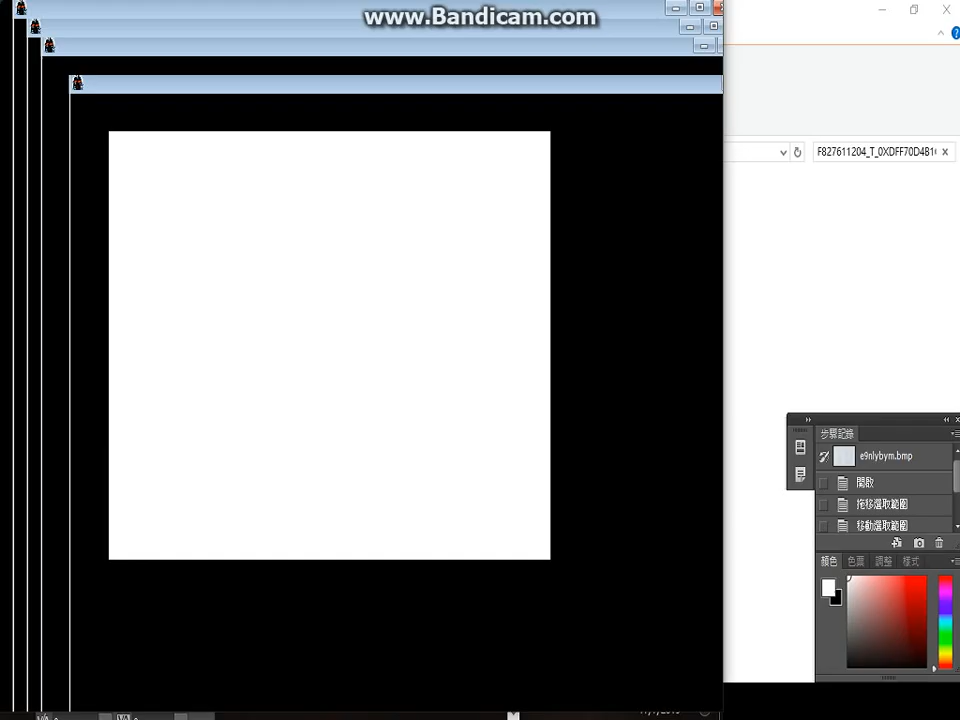 www.Bandicam.com
F827611204_T_0XDFF70D4B1
步驟記錄
e9nlybym.bmp
開啟
拖移選取範圍
移動選取範圍
顏色 色票 調整 樣式